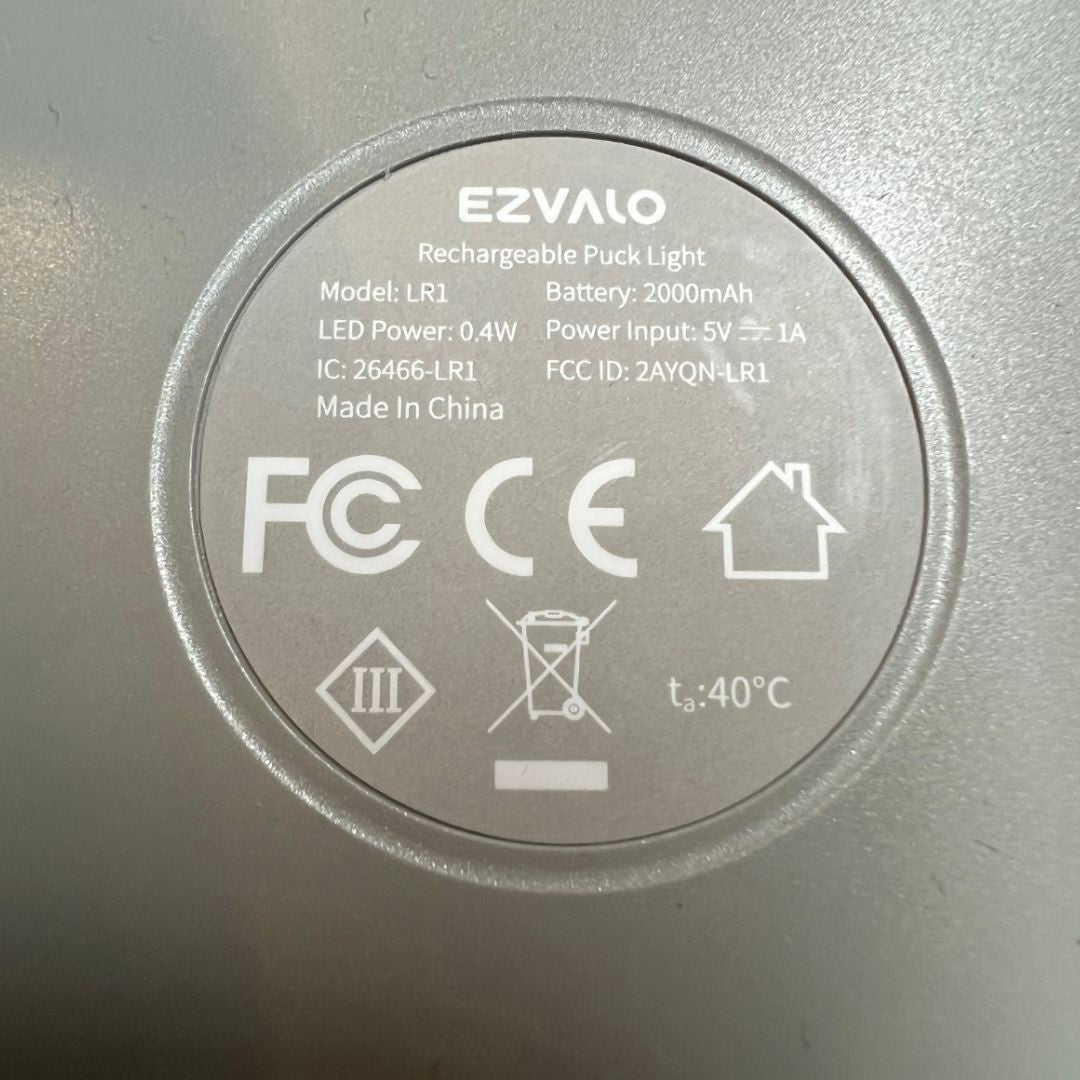 EZVALO
Rechargeable Puck Light
Model: LR1 Battery: 2000mAh
LED Power: 0.4W Power Input: 5V ⎓ 1A
IC: 26466-LR1 FCC ID: 2AYQN-LR1
Made In China
FC CE
III tₐ:40°C